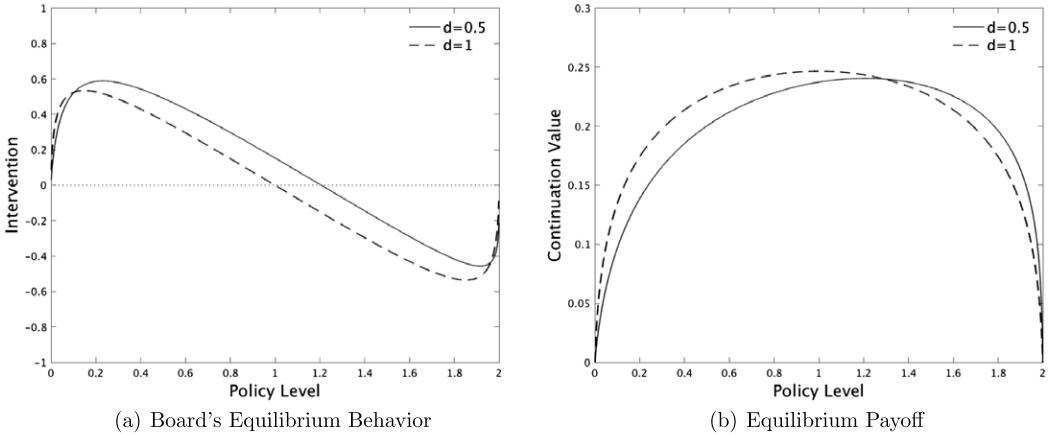 1
0.8
0.6
0.4
0.2
0
-0.2
-0.4
-0.6
-0.8
-1
Intervention
d=0.5
d=1
0 0.2 0.4 0.6 0.8 1 1.2 1.4 1.6 1.8 2
Policy Level
(a) Board's Equilibrium Behavior
0.3
0.25
0.2
0.15
0.1
0.05
0
Continuation Value
d=0.5
d=1
0 0.2 0.4 0.6 0.8 1 1.2 1.4 1.6 1.8 2
Policy Level
(b) Equilibrium Payoff